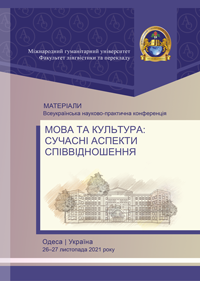 Міжнародний гуманітарний університет
Факультет лінгвістики та перекладу
МАТЕРІАЛИ
Всеукраїнська науково-практична конференція
МОВА ТА КУЛЬТУРА:
СУЧАСНІ АСПЕКТИ
СПІВВІДНОШЕННЯ
Одеса | Україна
26–27 листопада 2021 року